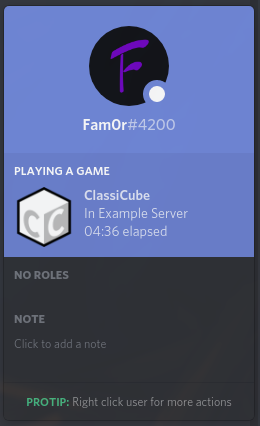 F
Fam0r#4200
PLAYING A GAME
CC
ClassiCube
In Example Server
04:36 elapsed
NO ROLES
NOTE
Click to add a note
PROTIP: Right click user for more actions